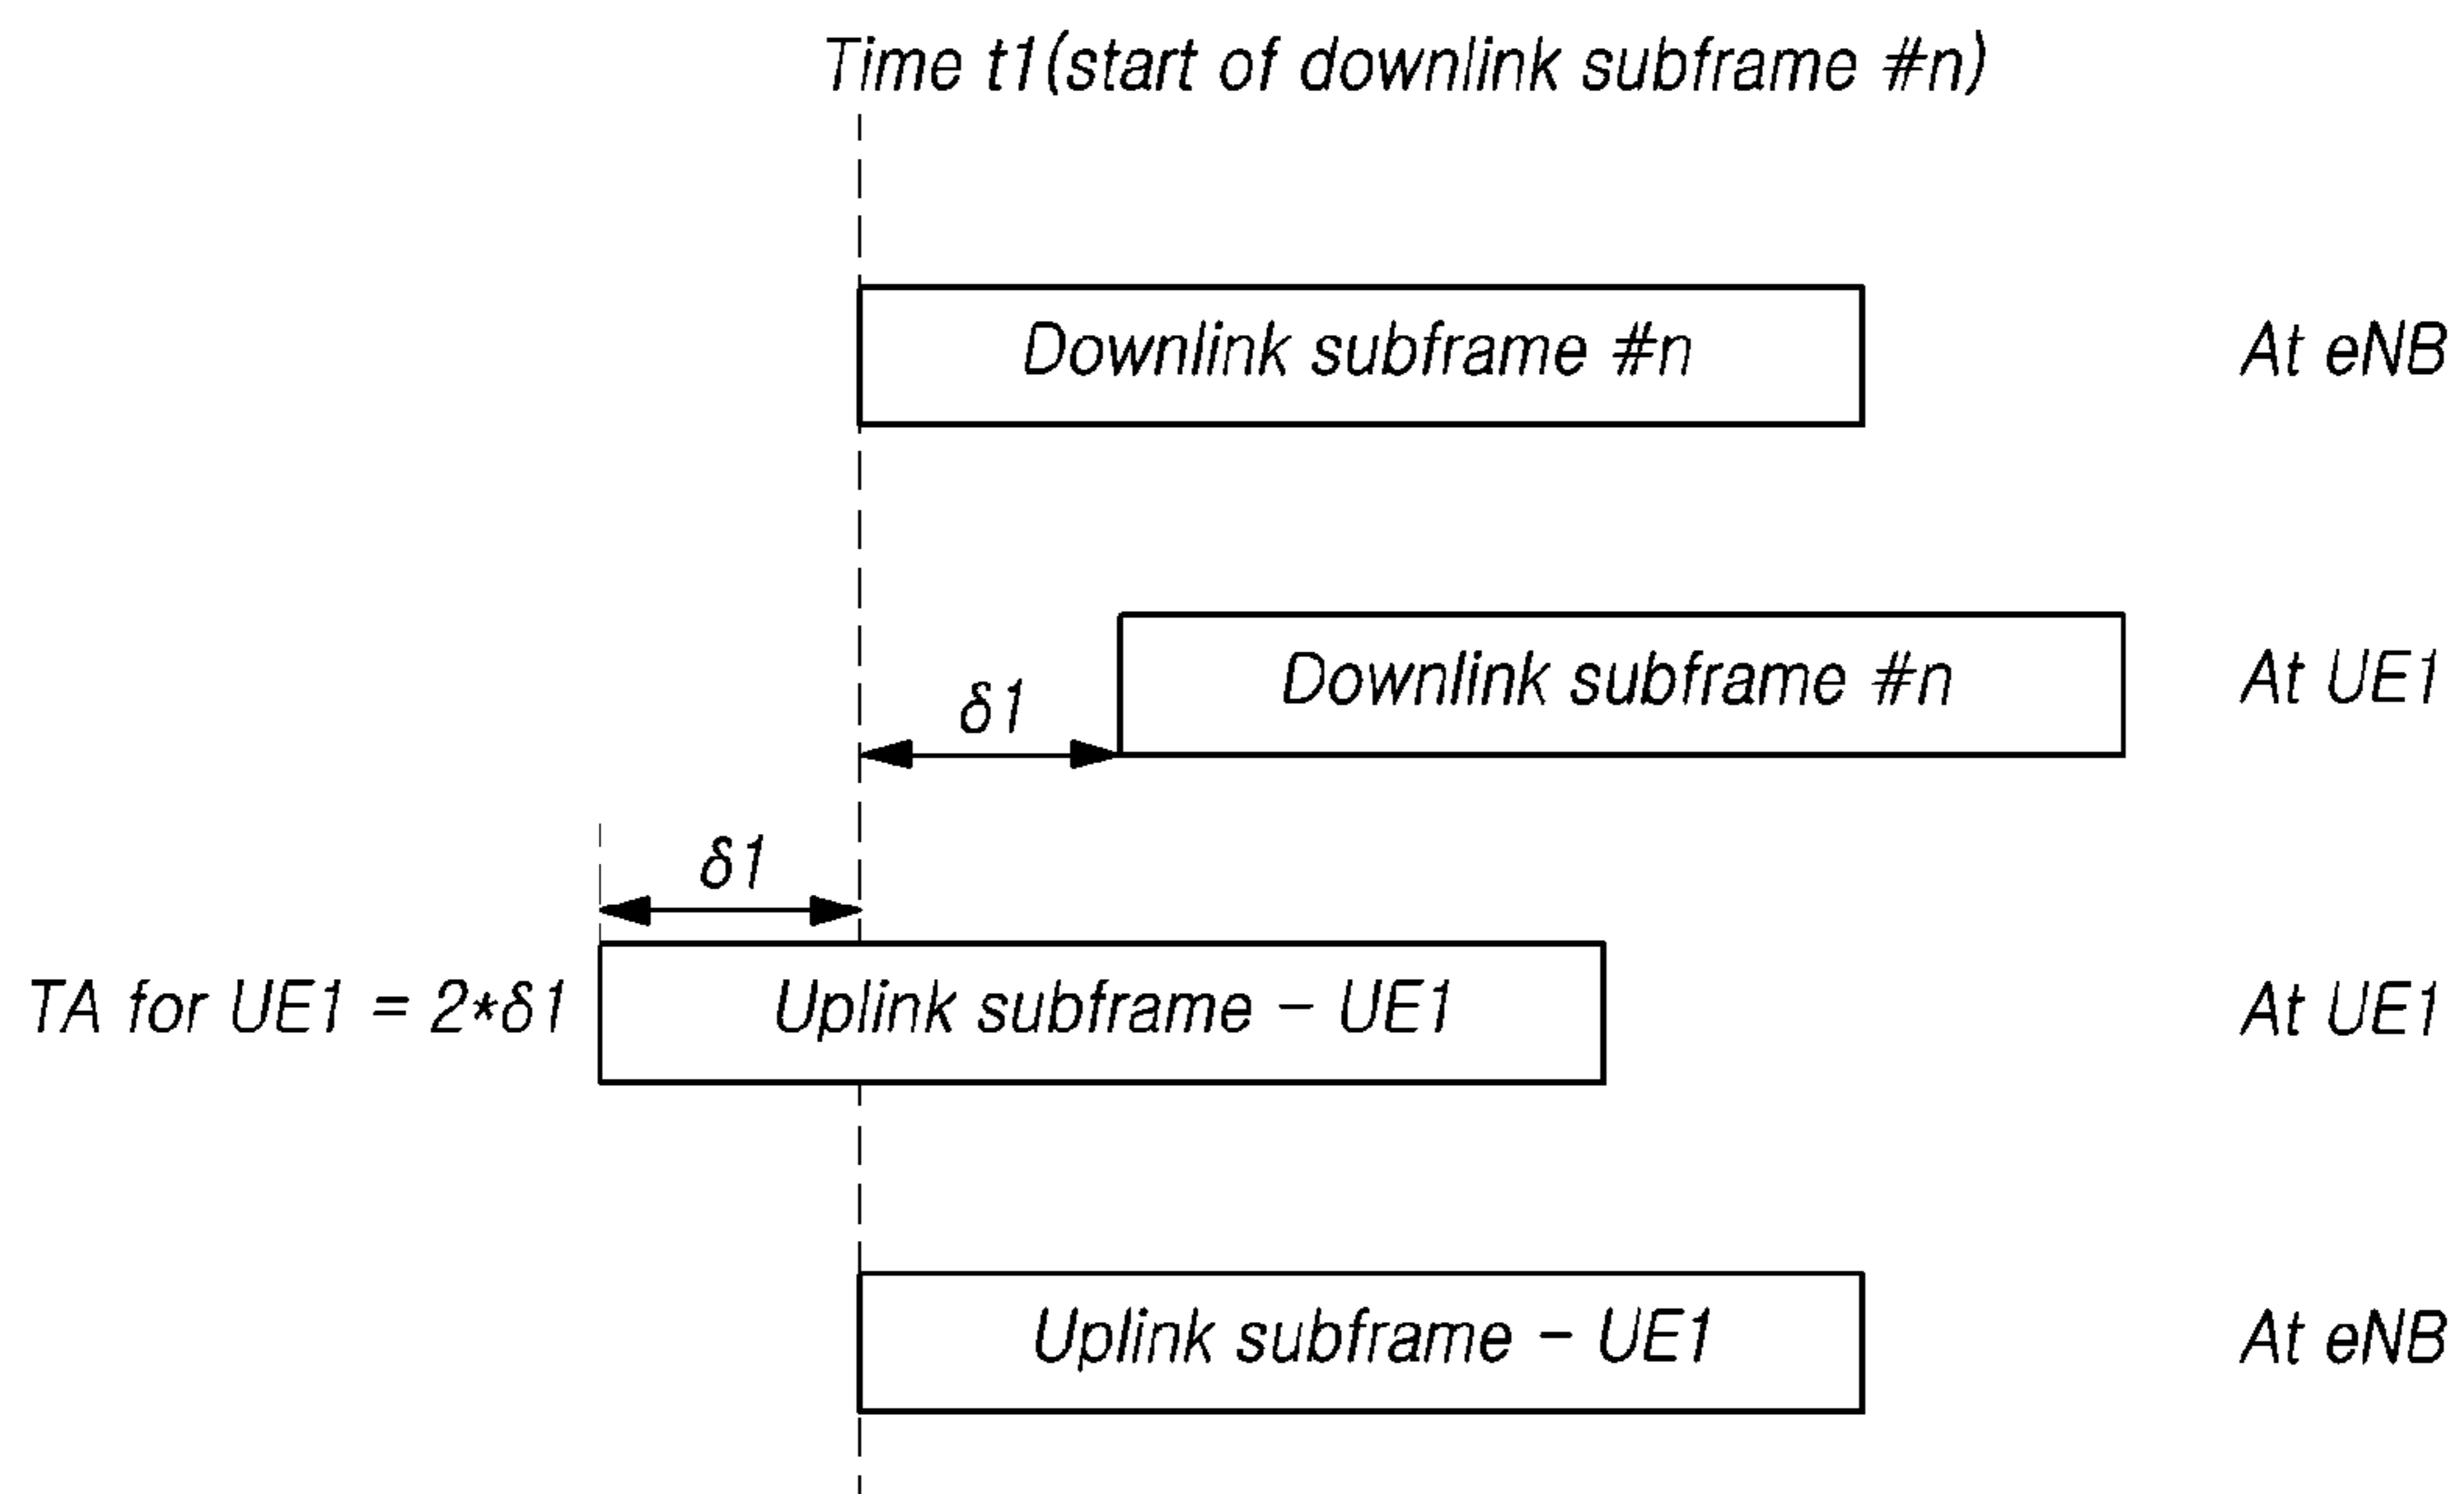 Time t1(start of downlink subframe #n)
Downlink subframe #n
At eNB
Downlink subframe #n
At UE1
δ1
δ1
TA for UE1 = 2*δ1
Uplink subframe – UE1
At UE1
Uplink subframe – UE1
At eNB